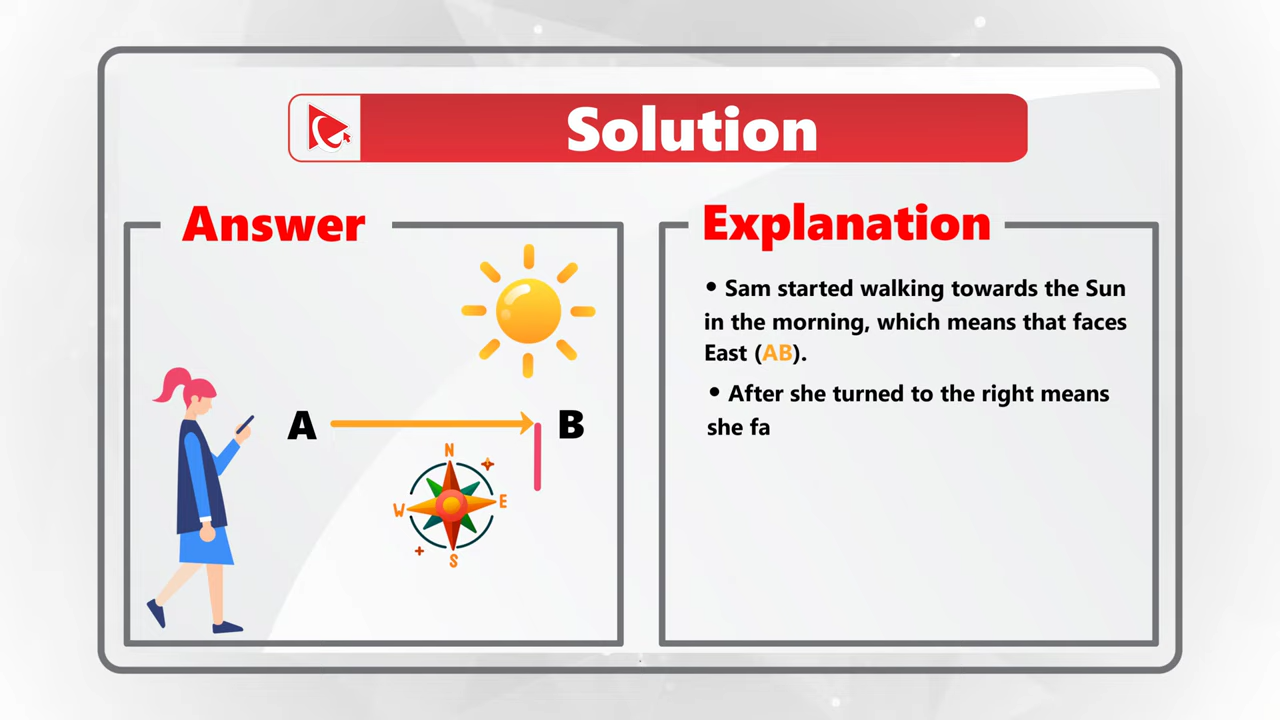 Solution
Answer
Explanation
• Sam started walking towards the Sun
in the morning, which means that faces
East (AB).
• After she turned to the right means
she fa
A
B
N
W
E
S